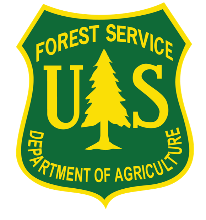 FOREST SERVICE
U S
DEPARTMENT OF AGRICULTURE